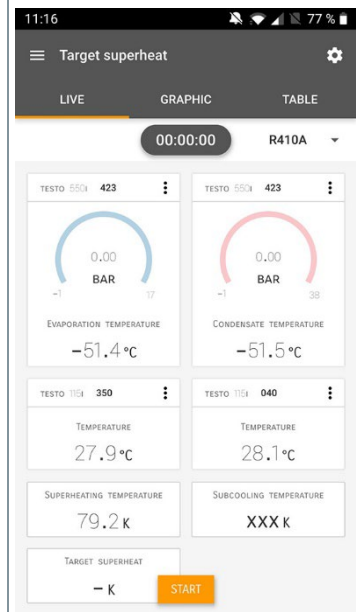 11:16 77 %
Target superheat
LIVE GRAPHIC TABLE
00:00:00 R410A
TESTO 550i 423 TESTO 550i 423
0.00 0.00
BAR BAR
-1 17 -1 38
EVAPORATION TEMPERATURE CONDENSATE TEMPERATURE
-51.4 °C -51.5 °C
TESTO 115i 350 TESTO 115i 040
TEMPERATURE TEMPERATURE
27.9 °C 28.1 °C
SUPERHEATING TEMPERATURE SUBCOOLING TEMPERATURE
79.2 K XXX K
TARGET SUPERHEAT
– K START